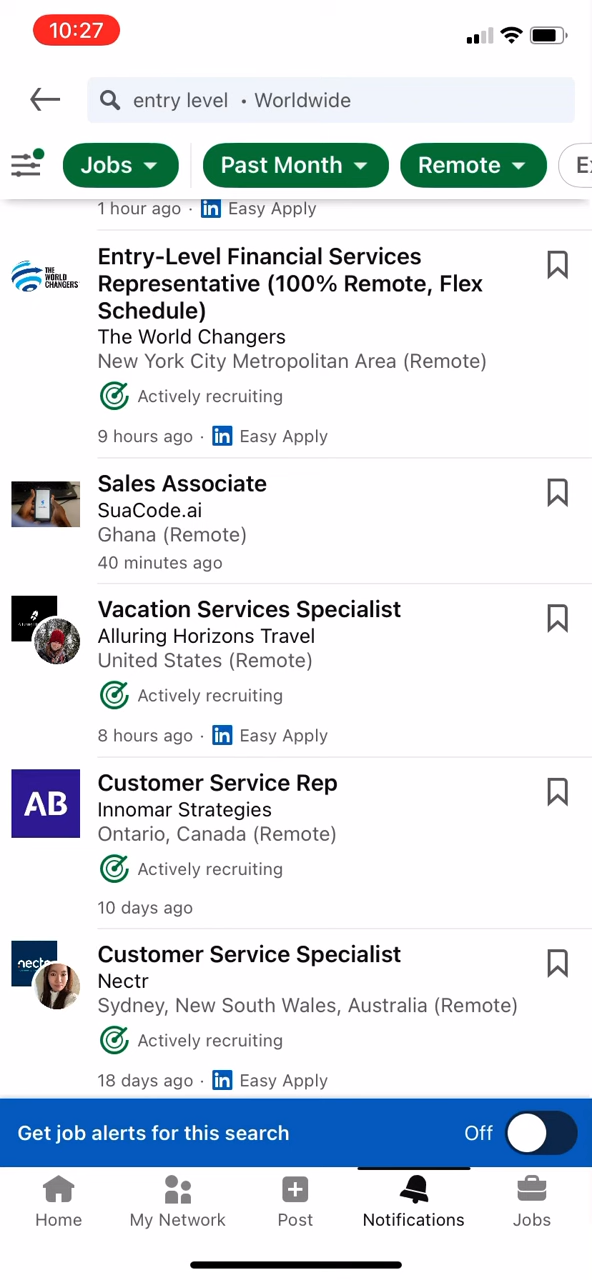 10:27
entry level • Worldwide
Jobs
Past Month
Remote
1 hour ago · in Easy Apply
THE WORLD CHANGERS
Entry-Level Financial Services
Representative (100% Remote, Flex
Schedule)
The World Changers
New York City Metropolitan Area (Remote)
Actively recruiting
9 hours ago · in Easy Apply
Sales Associate
SuaCode.ai
Ghana (Remote)
40 minutes ago
Vacation Services Specialist
Alluring Horizons Travel
United States (Remote)
Actively recruiting
8 hours ago · in Easy Apply
AB
Customer Service Rep
Innomar Strategies
Ontario, Canada (Remote)
Actively recruiting
10 days ago
Customer Service Specialist
Nectr
Sydney, New South Wales, Australia (Remote)
Actively recruiting
18 days ago · in Easy Apply
Get job alerts for this search
Off
Home
My Network
Post
Notifications
Jobs